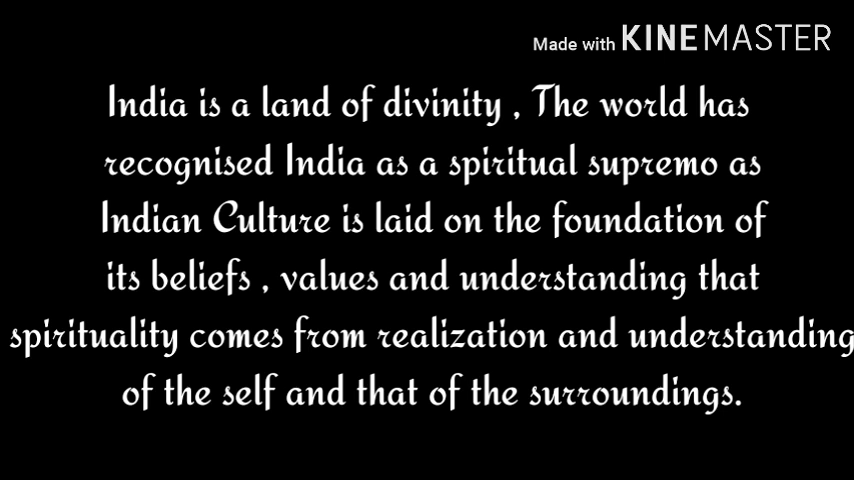 Made with KINEMASTER
India is a land of divinity , The world has
recognised India as a spiritual supremo as
Indian Culture is laid on the foundation of
its beliefs , values and understanding that
spirituality comes from realization and understanding
of the self and that of the surroundings.